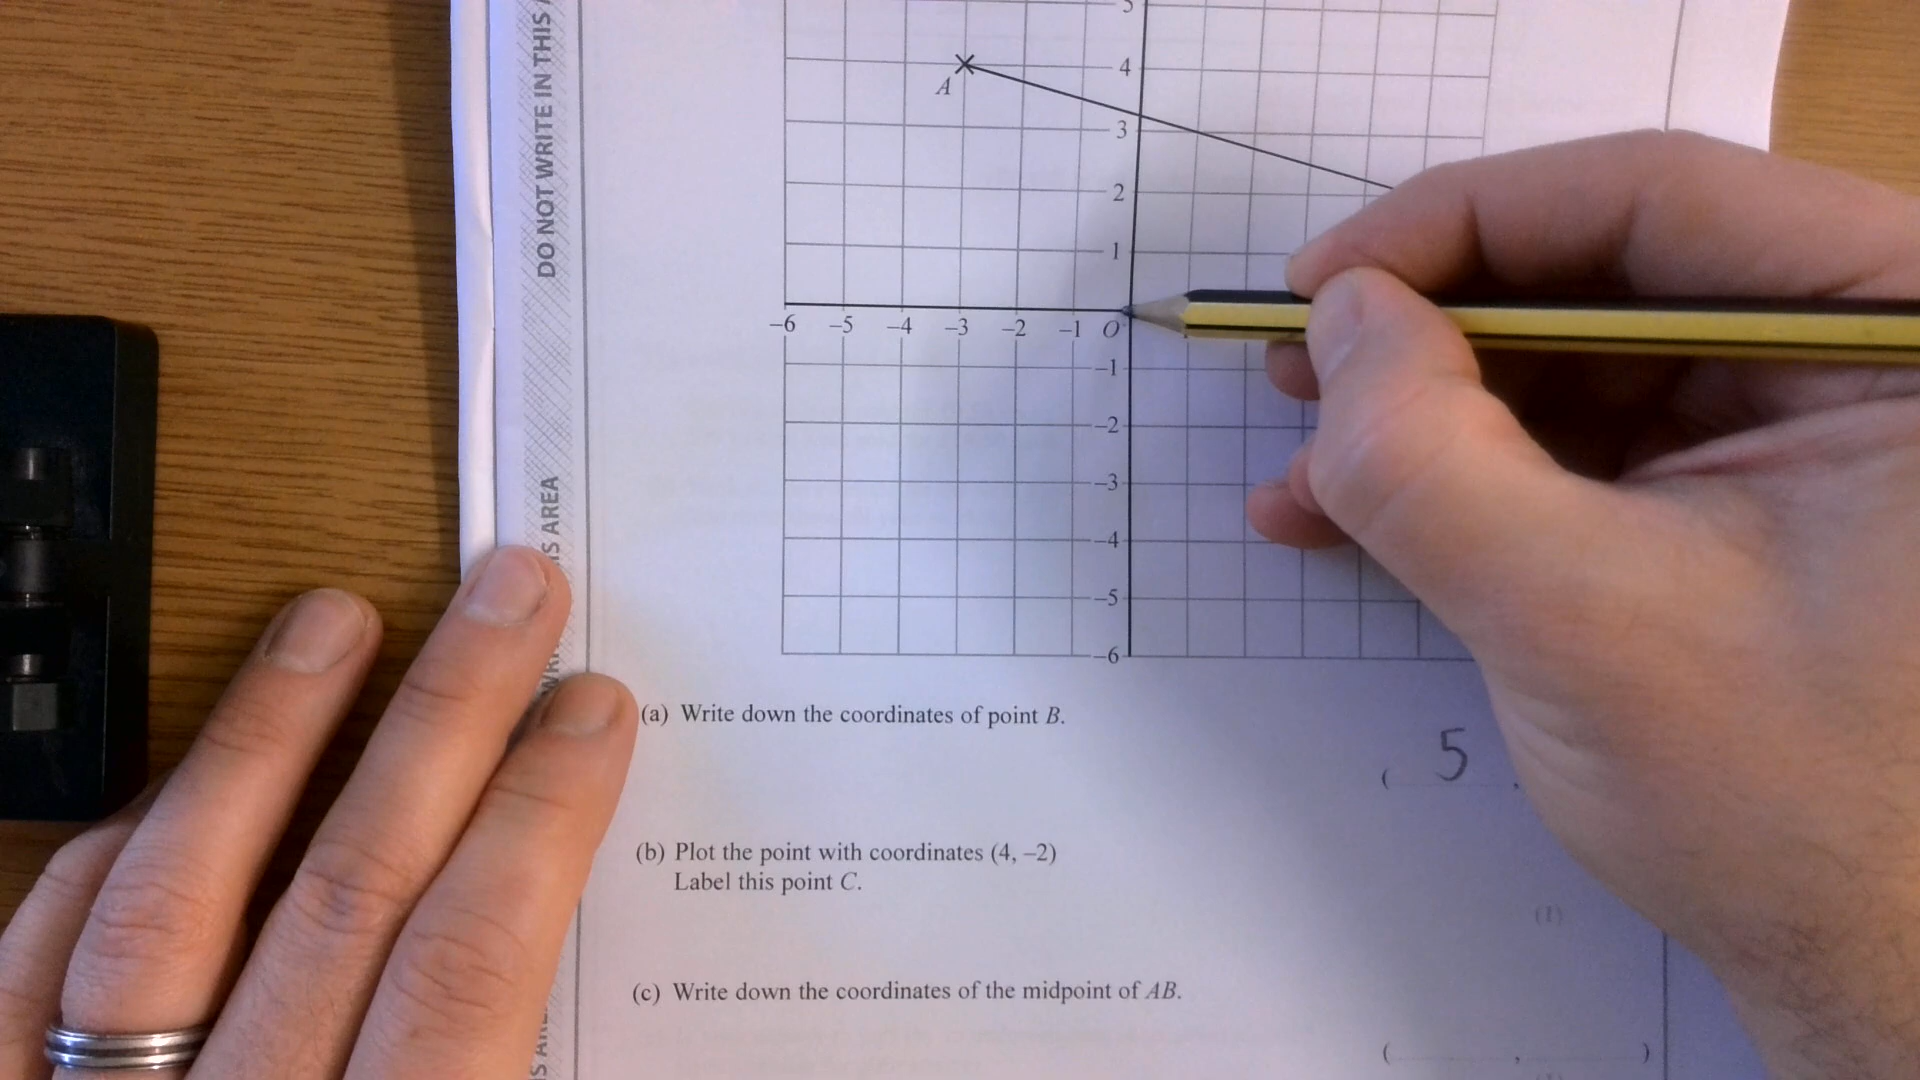 DO NOT WRITE IN THIS
5
A
4
3
2
1
–6 –5 –4 –3 –2 –1 O
–1
–2
–3
–4
–5
–6
IS AREA
(a) Write down the coordinates of point B.
( 5 ,
(b) Plot the point with coordinates (4, –2)
Label this point C.
(1)
(c) Write down the coordinates of the midpoint of AB.
( , )